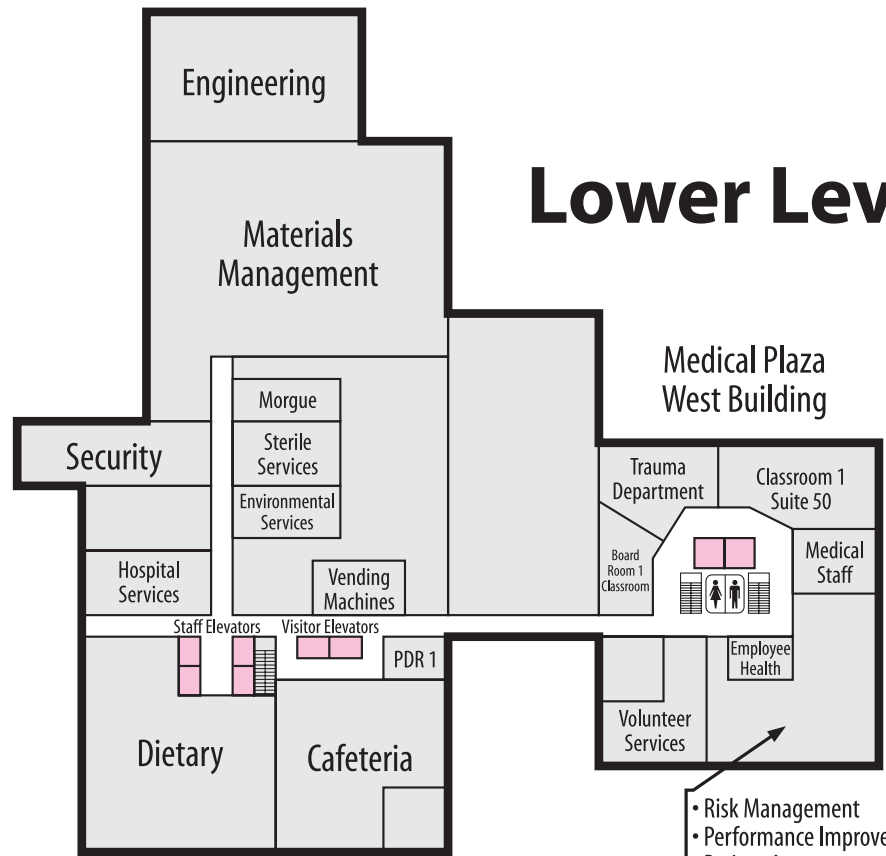 Engineering
Lower Lev
Materials
Management
Medical Plaza
West Building
Morgue
Security
Sterile
Services
Trauma
Department
Classroom 1
Suite 50
Environmental
Services
Hospital
Services
Vending
Machines
Board
Room 1
Classroom
Medical
Staff
Staff Elevators
Visitor Elevators
PDR 1
Employee
Health
Dietary
Cafeteria
Volunteer
Services
• Risk Management
• Performance Improve